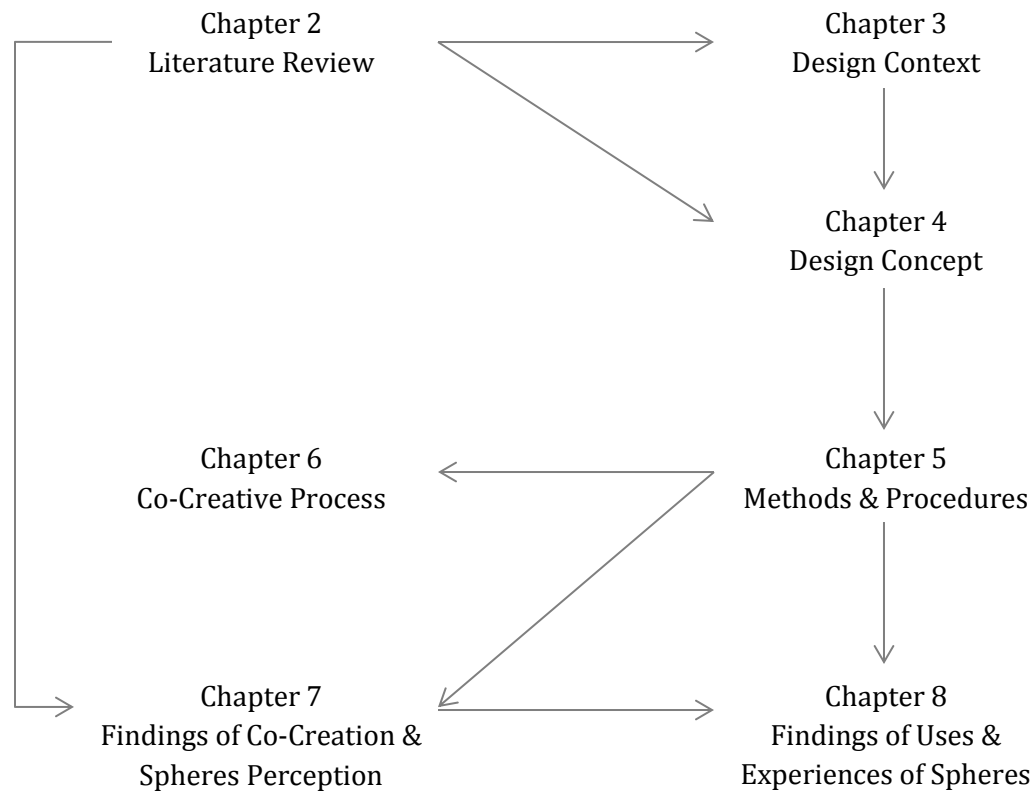 Chapter 2
Literature Review
Chapter 3
Design Context
Chapter 4
Design Concept
Chapter 6
Co-Creative Process
Chapter 5
Methods & Procedures
Chapter 7
Findings of Co-Creation &
Spheres Perception
Chapter 8
Findings of Uses &
Experiences of Spheres